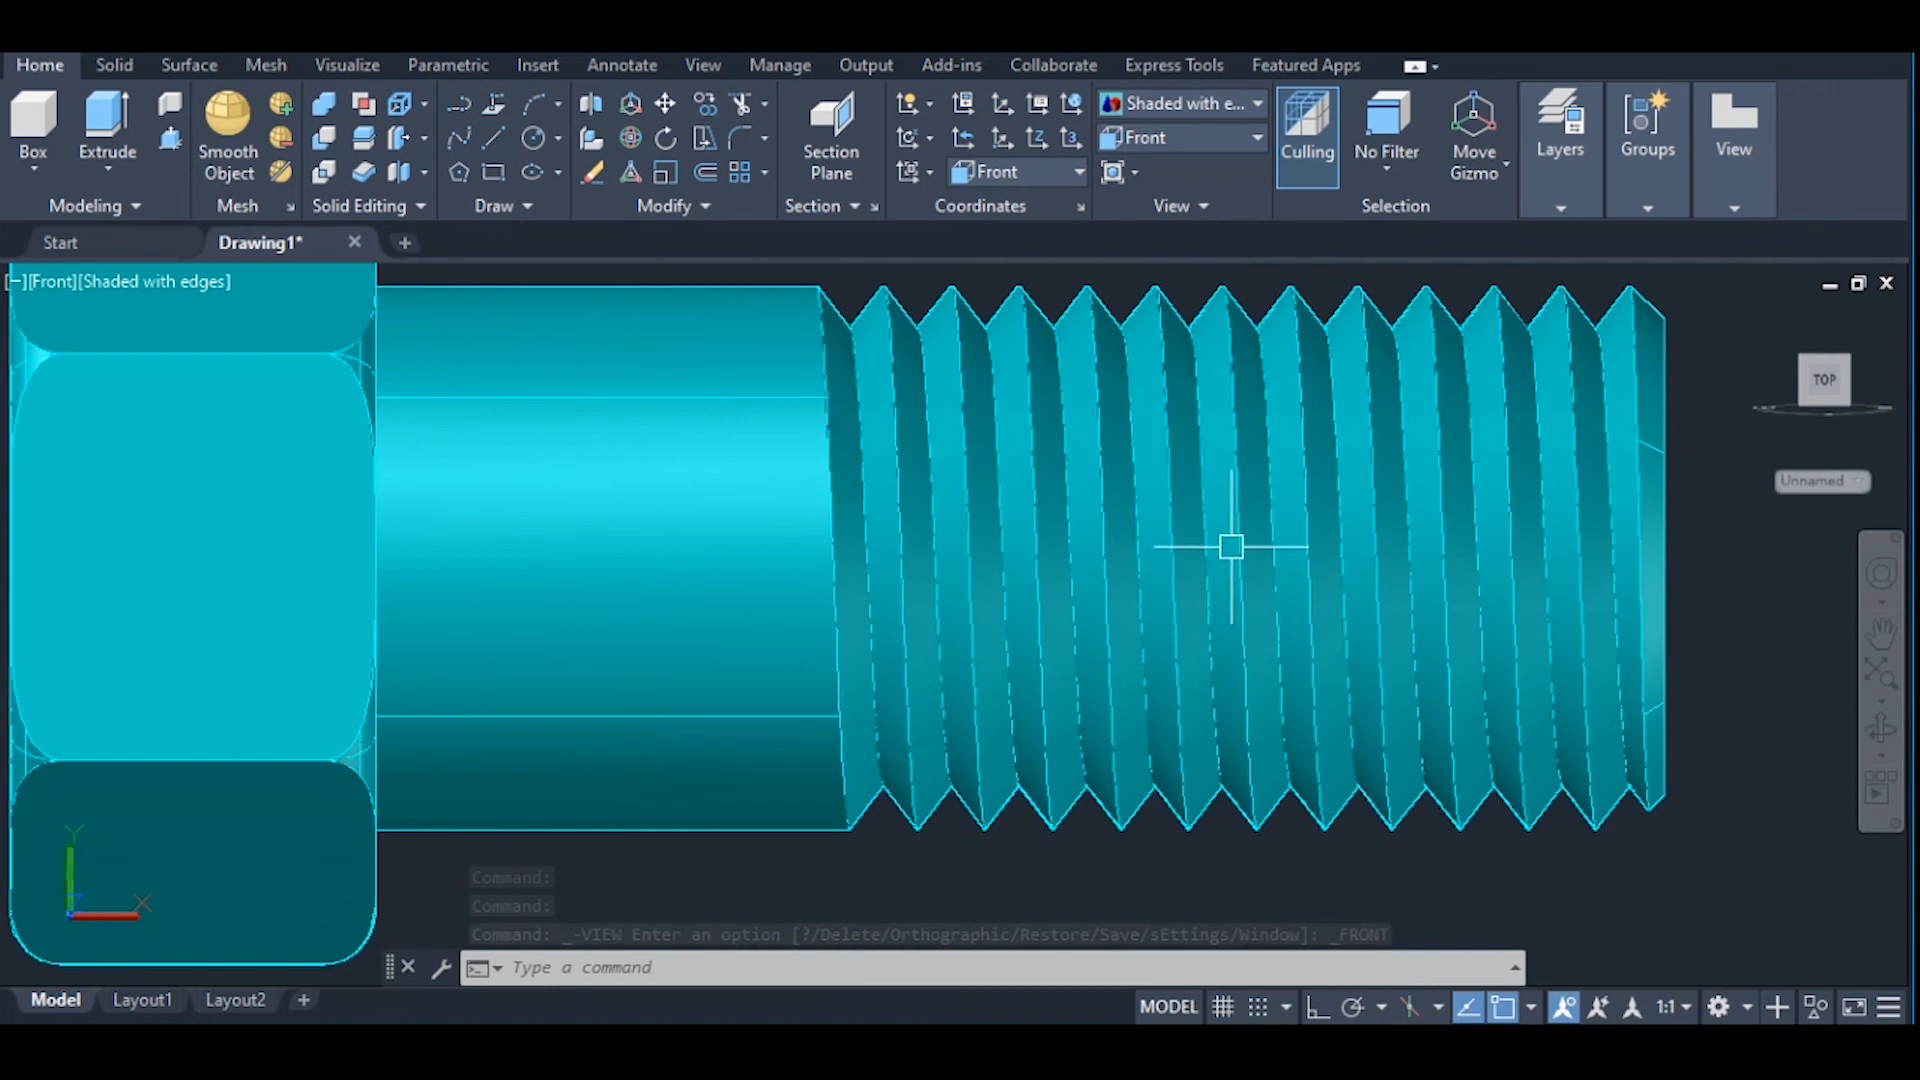 Home Solid Surface Mesh Visualize Parametric Insert Annotate View Manage Output Add-ins Collaborate Express Tools Featured Apps
Box
Extrude
Smooth Object
Section Plane
Shaded with e...
Front
Front
Culling
No Filter
Move Gizmo
Layers
Groups
View
Modeling
Mesh
Solid Editing
Draw
Modify
Section
Coordinates
View
Selection
Start
Drawing1*
[−][Front][Shaded with edges]
TOP
Unnamed
Y
X
Command:
Command:
Command: _-VIEW Enter an option [?/Delete/Orthographic/Restore/Save/sEttings/Window]: _FRONT
Type a command
Model Layout1 Layout2
MODEL
1:1